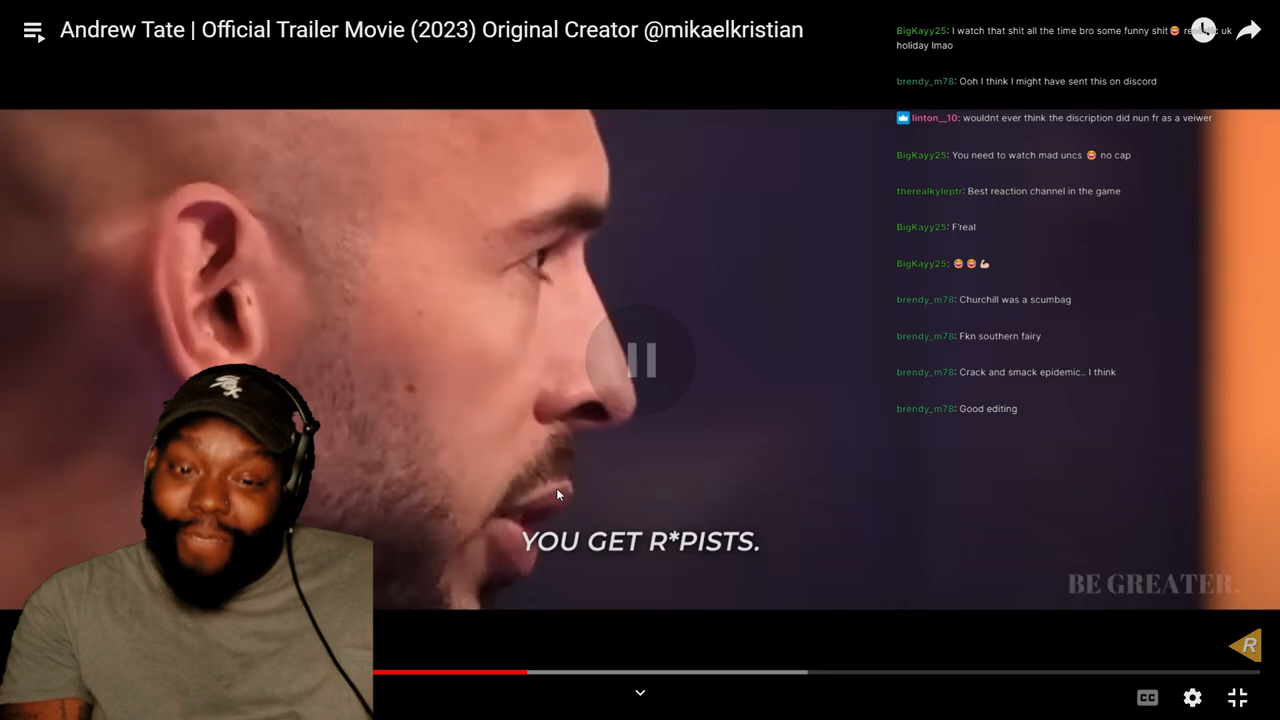 Andrew Tate | Official Trailer Movie (2023) Original Creator @mikaelkristian
BigKayy25: I watch that shit all the time bro some funny shit🥰 uk
holiday lmao
brendy_m78: Ooh I think I might have sent this on discord
linton__10: wouldnt ever think the discription did nun fr as a veiwer
BigKayy25: You need to watch mad uncs 🥰 no cap
therealkyleptr: Best reaction channel in the game
BigKayy25: F'real
BigKayy25: 🥰 🥰 💪🏻
brendy_m78: Churchill was a scumbag
brendy_m78: Fkn southern fairy
brendy_m78: Crack and smack epidemic.. I think
brendy_m78: Good editing
YOU GET R*PISTS.
BE GREATER.
R
CC